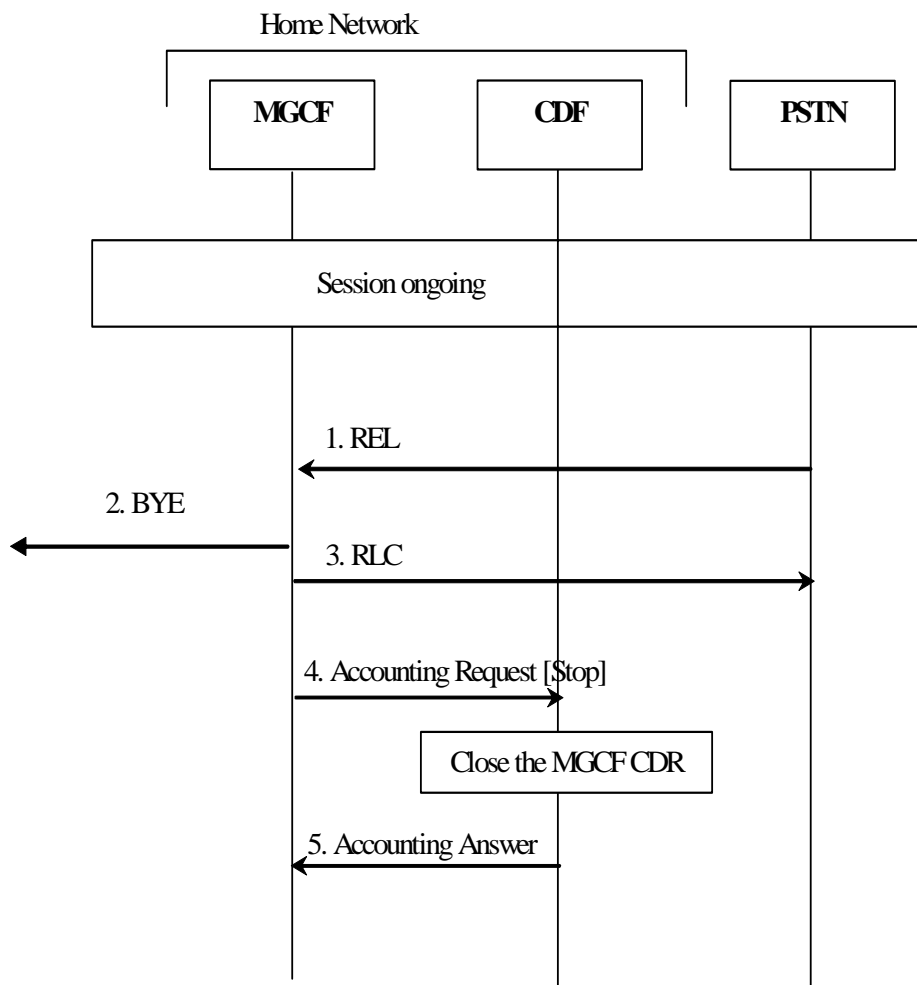 Home Network
MGCF
CDF
PSTN
Session ongoing
1. REL
2. BYE
3. RLC
4. Accounting Request [Stop]
Close the MGCF CDR
5. Accounting Answer